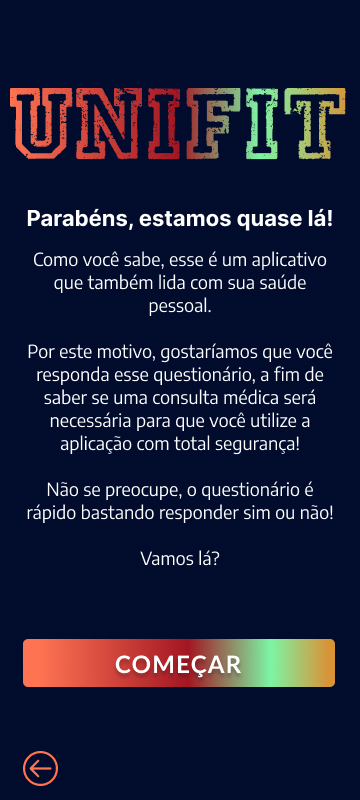 UNIFIT
Parabéns, estamos quase lá!
Como você sabe, esse é um aplicativo
que também lida com sua saúde
pessoal.
Por este motivo, gostaríamos que você
responda esse questionário, a fim de
saber se uma consulta médica será
necessária para que você utilize a
aplicação com total segurança!
Não se preocupe, o questionário é
rápido bastando responder sim ou não!
Vamos lá?
COMEÇAR